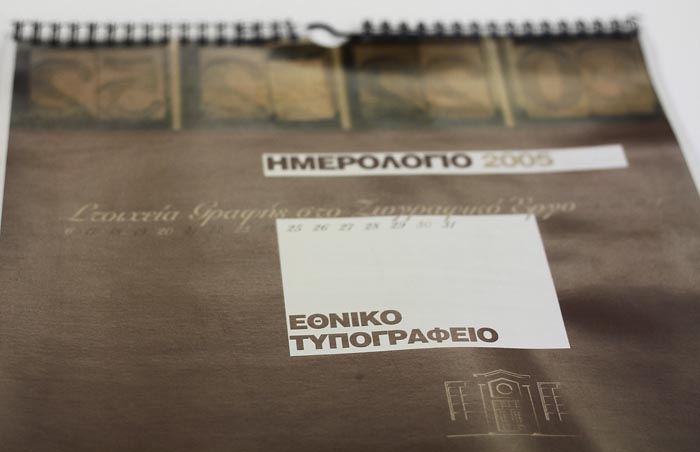 ΗΜΕΡΟΛΟΓΙΟ 2005
Στοιχεία Γραφής στο Ζωγραφικό Έργο
25 26 27 28 29 30 31
ΕΘΝΙΚΟ
ΤΥΠΟΓΡΑΦΕΙΟ